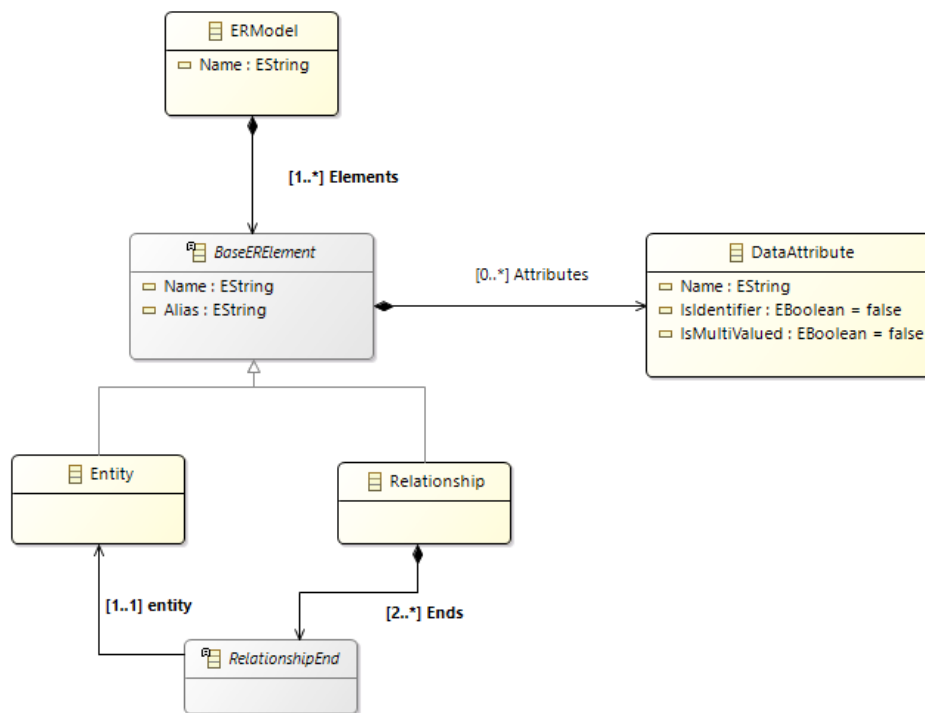 ERModel
Name : EString
[1..*] Elements
BaseERElement
Name : EString
Alias : EString
[0..*] Attributes
DataAttribute
Name : EString
IsIdentifier : EBoolean = false
IsMultiValued : EBoolean = false
Entity
Relationship
[1..1] entity
[2..*] Ends
RelationshipEnd